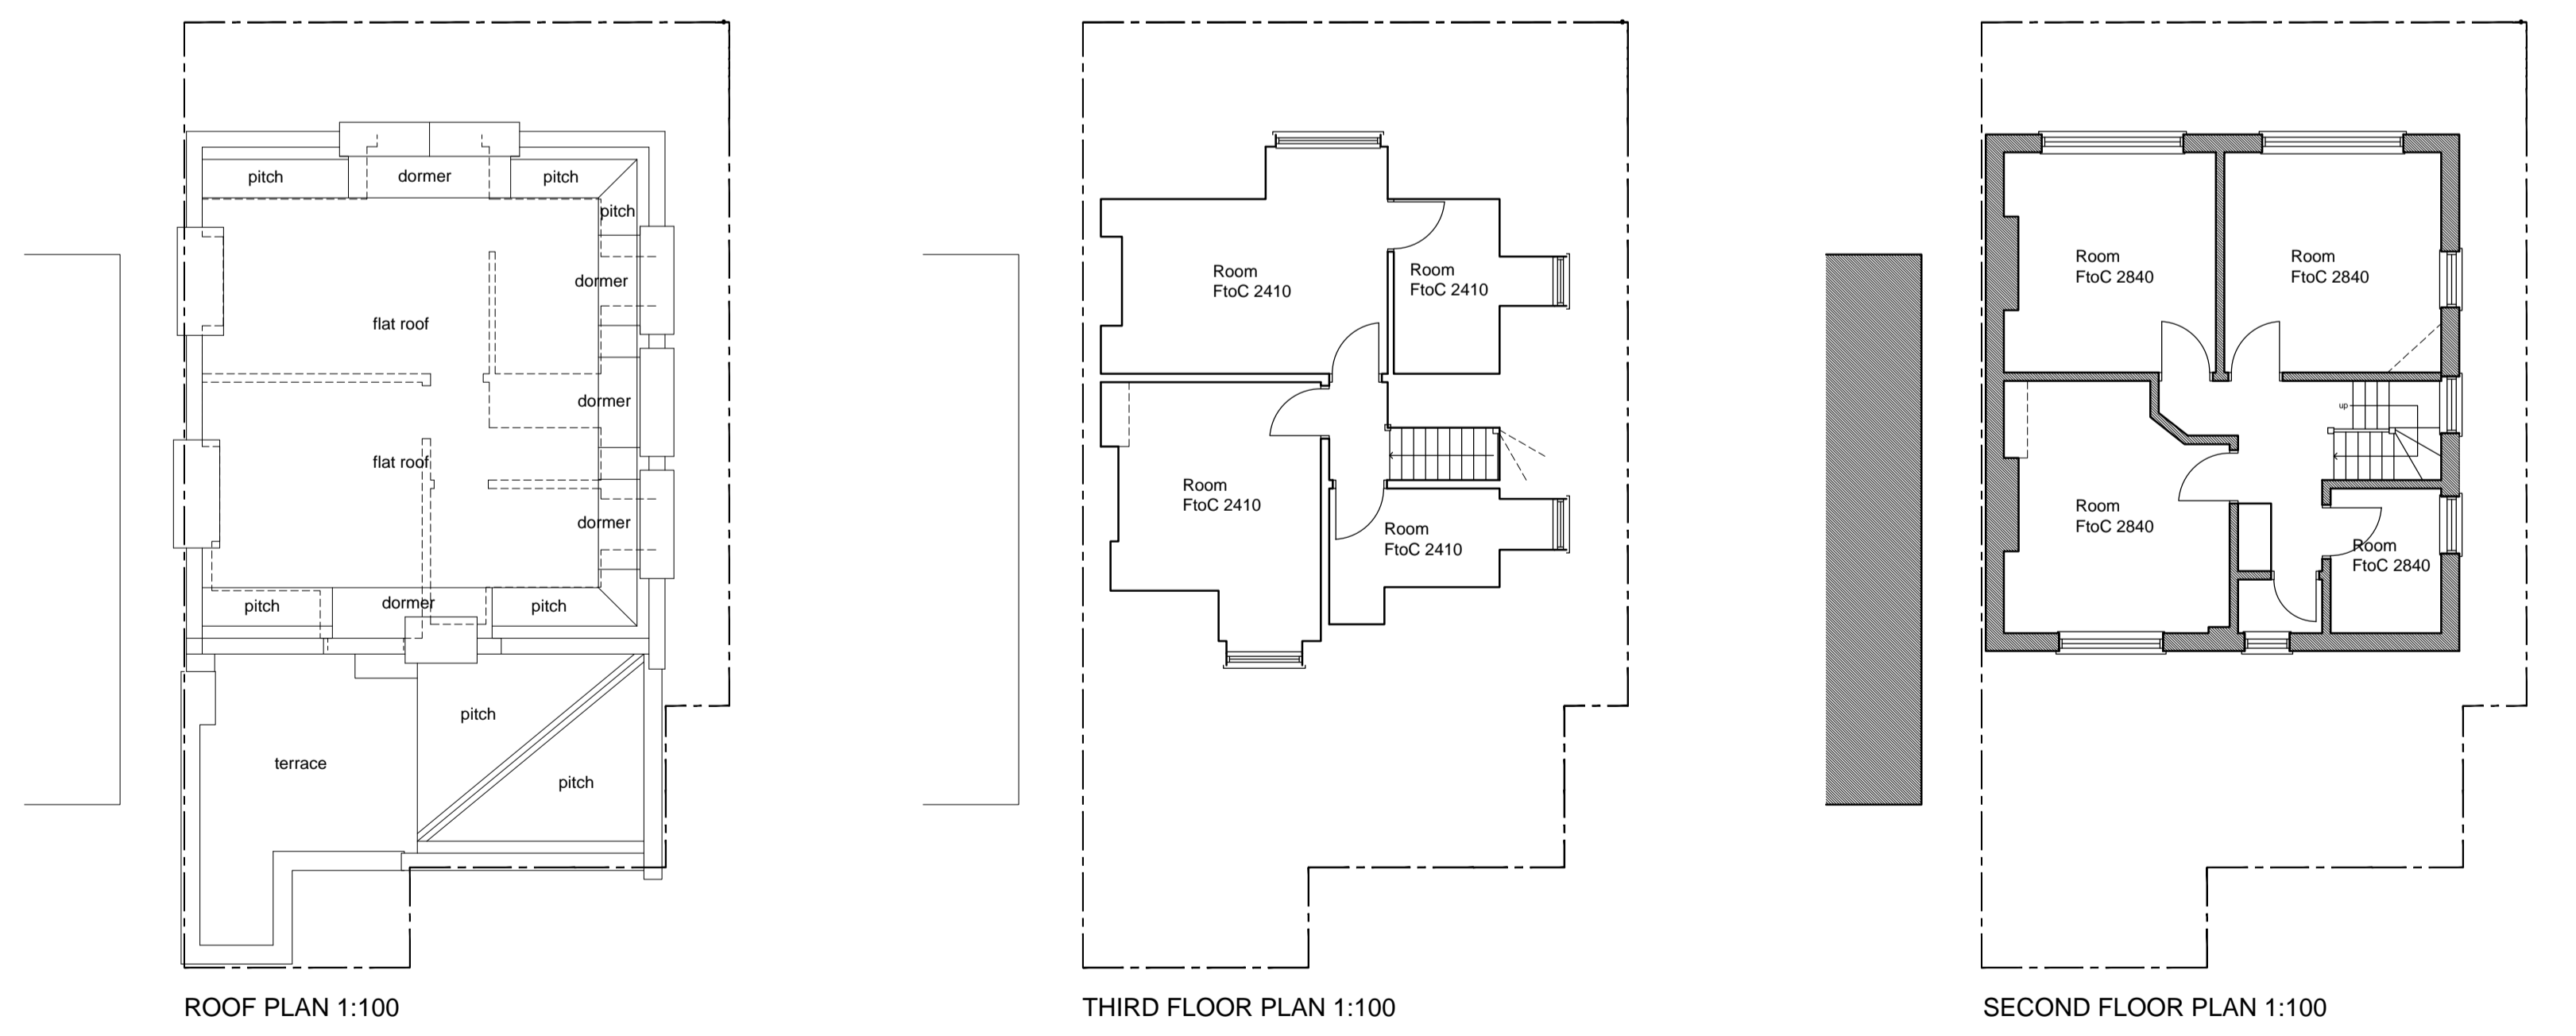 pitch
dormer
pitch
pitch
dormer
flat roof
dormer
flat roof
dormer
pitch
dormer
pitch
pitch
terrace
pitch
ROOF PLAN 1:100
Room
FtoC 2410
Room
FtoC 2410
Room
FtoC 2410
Room
FtoC 2410
THIRD FLOOR PLAN 1:100
Room
FtoC 2840
Room
FtoC 2840
up
Room
FtoC 2840
Room
FtoC 2840
SECOND FLOOR PLAN 1:100